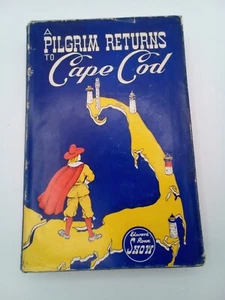 A
PILGRIM RETURNS
TO Cape Cod
Edward
Rowe
SNOW